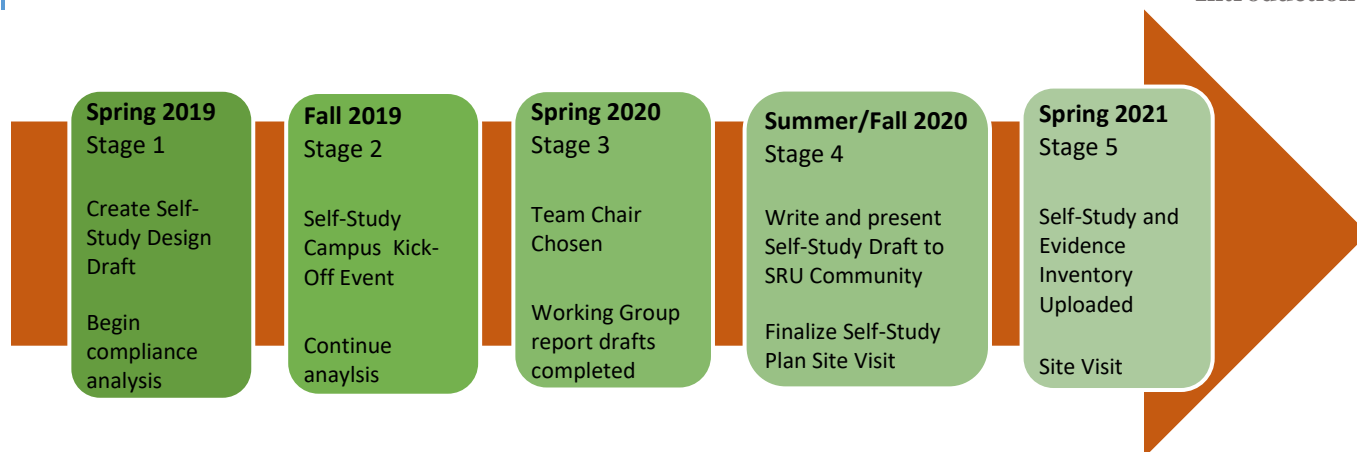 Spring 2019
Stage 1
Create Self-
Study Design
Draft
Begin
compliance
analysis
Fall 2019
Stage 2
Self-Study
Campus Kick-
Off Event
Continue
anaylsis
Spring 2020
Stage 3
Team Chair
Chosen
Working Group
report drafts
completed
Summer/Fall 2020
Stage 4
Write and present
Self-Study Draft to
SRU Community
Finalize Self-Study
Plan Site Visit
Spring 2021
Stage 5
Self-Study and
Evidence
Inventory
Uploaded
Site Visit